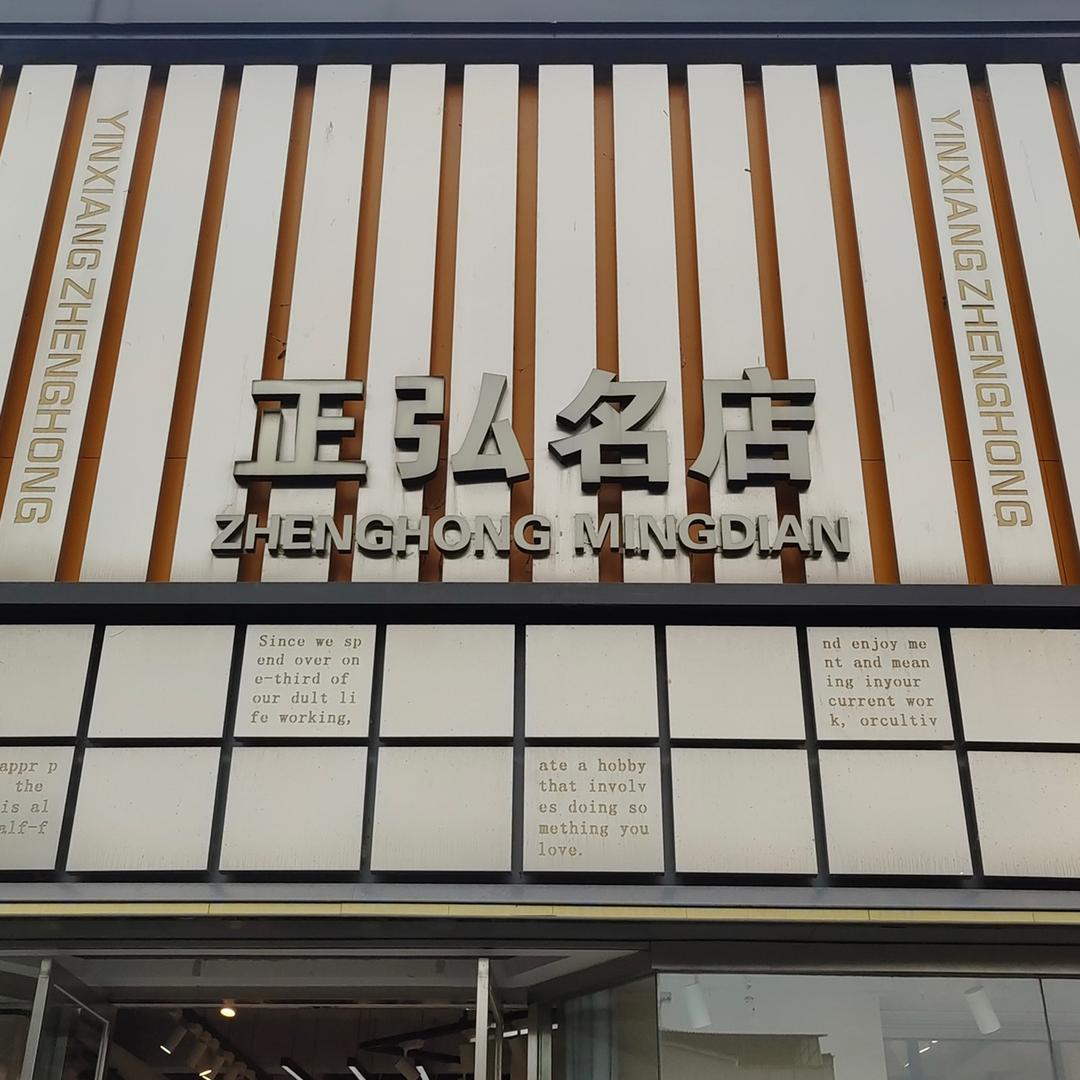 YINXIANG ZHENGHONG
YINXIANG ZHENGHONG
正弘名店
ZHENGHONG MINGDIAN
Since we sp
end over on
e-third of
our dult li
fe working,
nd enjoy me
nt and mean
ing inyour
current wor
k, orcultiv
appr p
the
is al
alf-f
ate a hobby
that involv
es doing so
mething you
love.